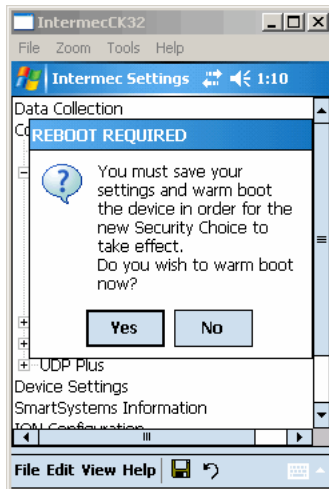 IntermecCK32
File Zoom Tools Help
Intermec Settings 1:10
Data Collection
REBOOT REQUIRED
You must save your
settings and warm boot
the device in order for the
new Security Choice to
take effect.
Do you wish to warm boot
now?
Yes No
UDP Plus
Device Settings
SmartSystems Information
ION Configuration
File Edit View Help